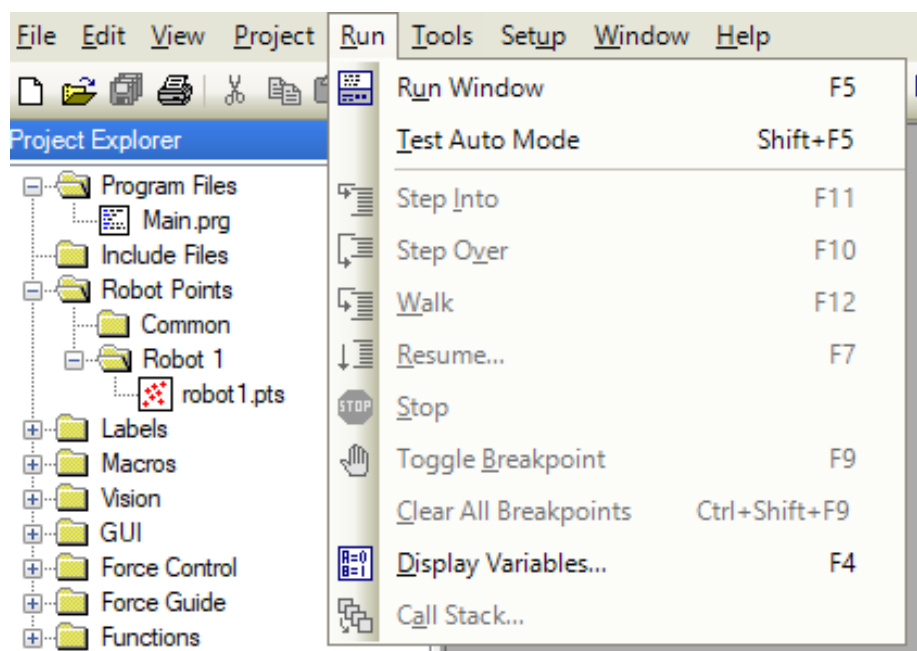 File Edit View Project Run Tools Setup Window Help
Project Explorer
Program Files
Main.prg
Include Files
Robot Points
Common
Robot 1
robot1.pts
Labels
Macros
Vision
GUI
Force Control
Force Guide
Functions
Run Window F5
Test Auto Mode Shift+F5
Step Into F11
Step Over F10
Walk F12
Resume... F7
STOP Stop
Toggle Breakpoint F9
Clear All Breakpoints Ctrl+Shift+F9
A=0
B=1
Display Variables... F4
Call Stack...